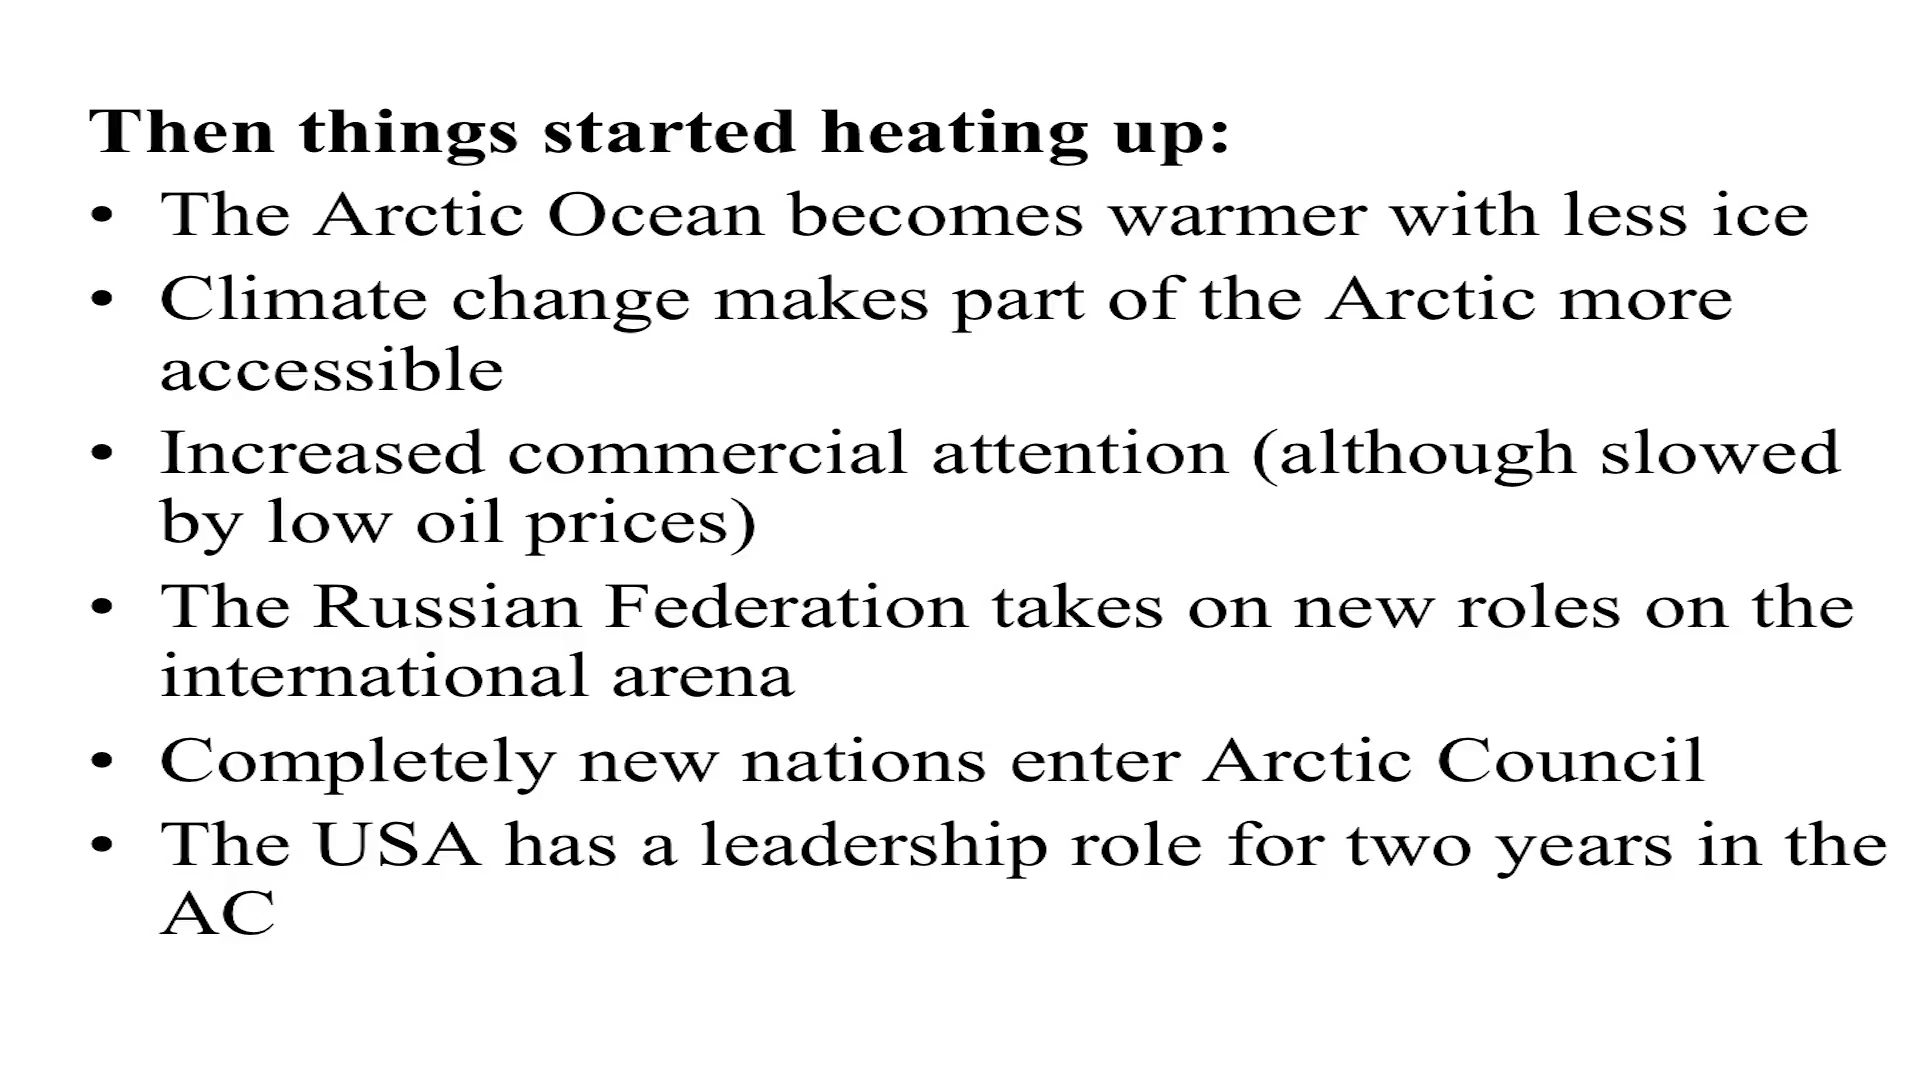 Then things started heating up:
• The Arctic Ocean becomes warmer with less ice
• Climate change makes part of the Arctic more
accessible
• Increased commercial attention (although slowed
by low oil prices)
• The Russian Federation takes on new roles on the
international arena
• Completely new nations enter Arctic Council
• The USA has a leadership role for two years in the
AC